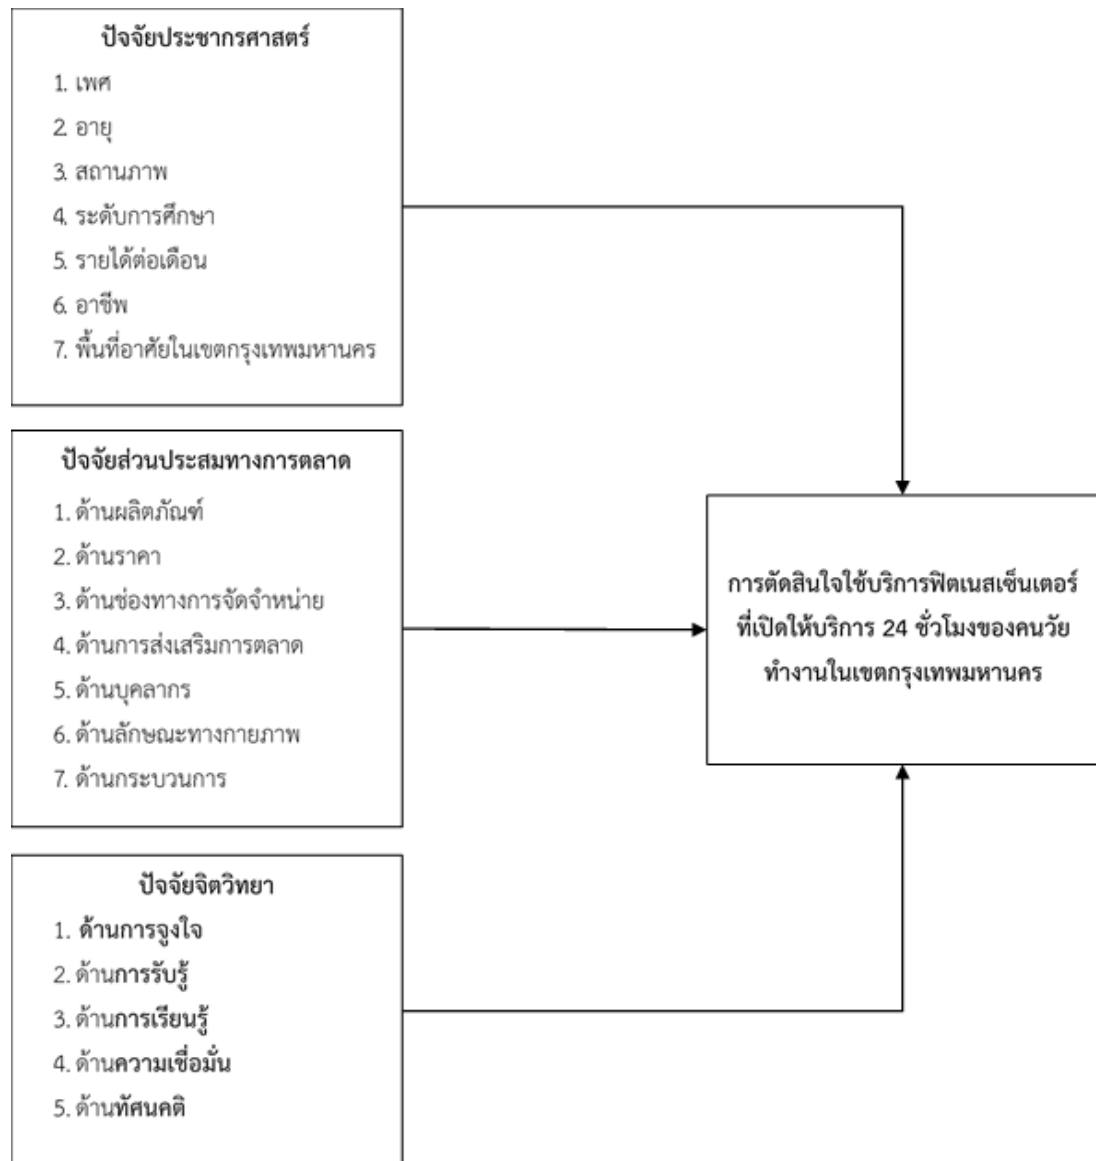 ปัจจัยประชากรศาสตร์
1. เพศ
2. อายุ
3. สถานภาพ
4. ระดับการศึกษา
5. รายได้ต่อเดือน
6. อาชีพ
7. พื้นที่อาศัยในเขตกรุงเทพมหานคร
ปัจจัยส่วนประสมทางการตลาด
1. ด้านผลิตภัณฑ์
2. ด้านราคา
3. ด้านช่องทางการจัดจำหน่าย
4. ด้านการส่งเสริมการตลาด
5. ด้านบุคลากร
6. ด้านลักษณะทางกายภาพ
7. ด้านกระบวนการ
ปัจจัยจิตวิทยา
1. ด้านการจูงใจ
2. ด้านการรับรู้
3. ด้านการเรียนรู้
4. ด้านความเชื่อมั่น
5. ด้านทัศนคติ
การตัดสินใจใช้บริการฟิตเนสเซ็นเตอร์
ที่เปิดให้บริการ 24 ชั่วโมงของคนวัย
ทำงานในเขตกรุงเทพมหานคร